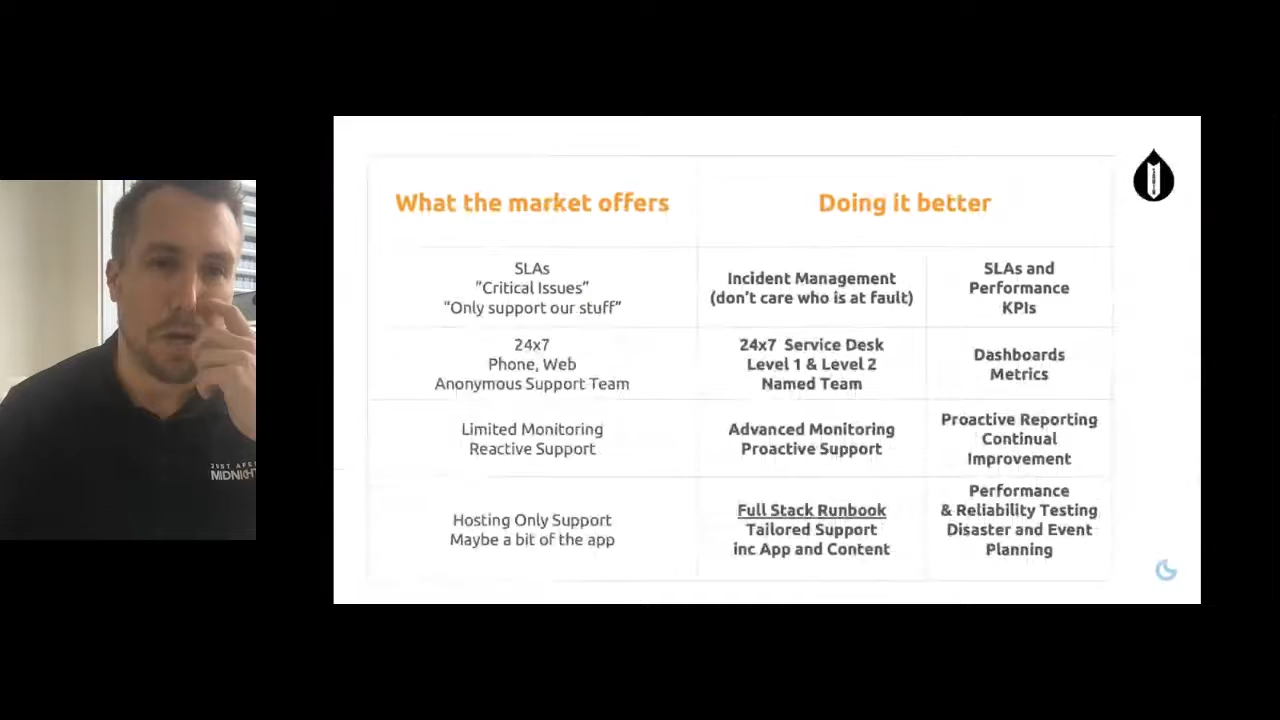 What the market offers
Doing it better
SLAs
"Critical Issues"
"Only support our stuff"
Incident Management
(don't care who is at fault)
SLAs and
Performance
KPIs
24x7
Phone, Web
Anonymous Support Team
24x7 Service Desk
Level 1 & Level 2
Named Team
Dashboards
Metrics
Limited Monitoring
Reactive Support
Advanced Monitoring
Proactive Support
Proactive Reporting
Continual
Improvement
Hosting Only Support
Maybe a bit of the app
Full Stack Runbook
Tailored Support
inc App and Content
Performance
& Reliability Testing
Disaster and Event
Planning
MIDNIGHT